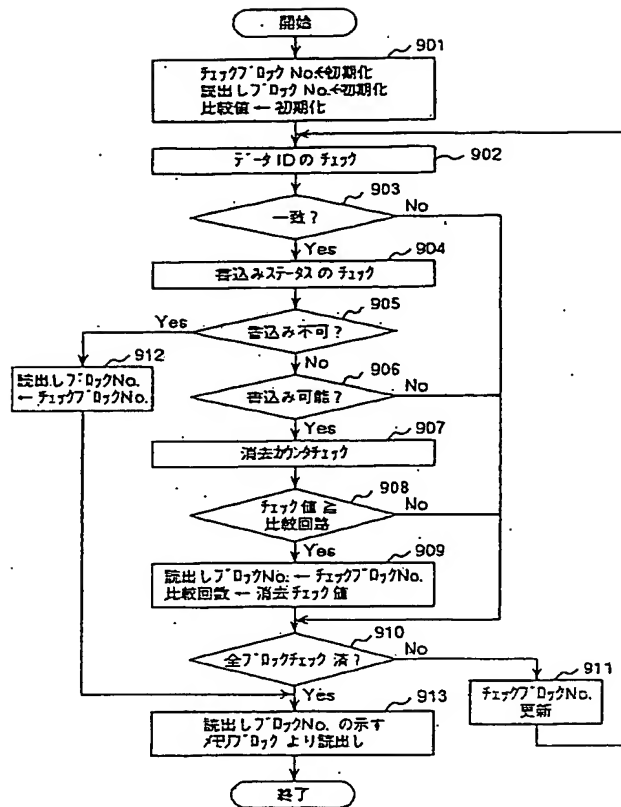 開始
901
チェックブロック No.←初期化
読出しブロック No.←初期化
比較値 ← 初期化
データIDのチェック
902
903
一致？
No
Yes
904
書込みステータスのチェック
905
書込み不可？
Yes
No
912
読出しブロックNo.
← チェックブロックNo.
906
書込み可能？
No
Yes
907
消去カウンタチェック
908
チェック値 ≧
比較回路
No
Yes
909
読出しブロックNo. ← チェックブロックNo.
比較回数 ← 消去チェック値
910
全ブロックチェック済？
No
Yes
911
チェックブロックNo.
更新
913
読出しブロックNo. の示す
メモリブロックより読出し
終了